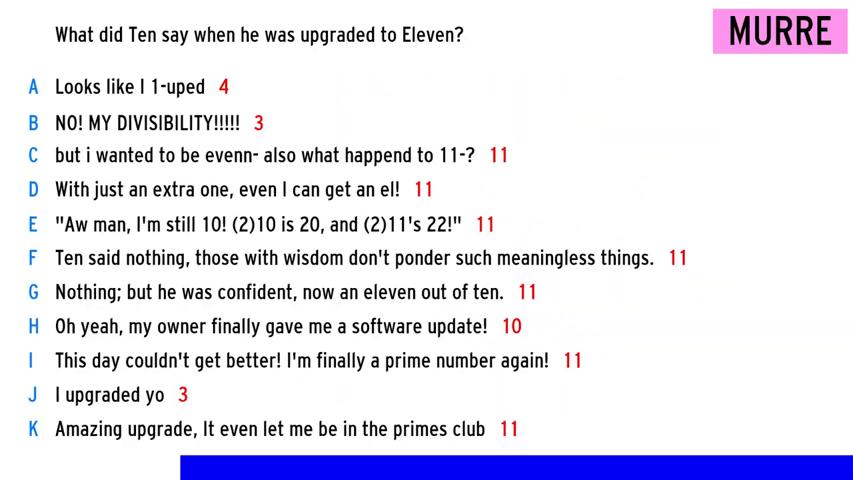 What did Ten say when he was upgraded to Eleven?
MURRE
A Looks like I 1-uped 4
B NO! MY DIVISIBILITY!!!!! 3
C but i wanted to be evenn- also what happend to 11-? 11
D With just an extra one, even I can get an el! 11
E "Aw man, I'm still 10! (2)10 is 20, and (2)11's 22!" 11
F Ten said nothing, those with wisdom don't ponder such meaningless things. 11
G Nothing; but he was confident, now an eleven out of ten. 11
H Oh yeah, my owner finally gave me a software update! 10
I This day couldn't get better! I'm finally a prime number again! 11
J I upgraded yo 3
K Amazing upgrade, It even let me be in the primes club 11